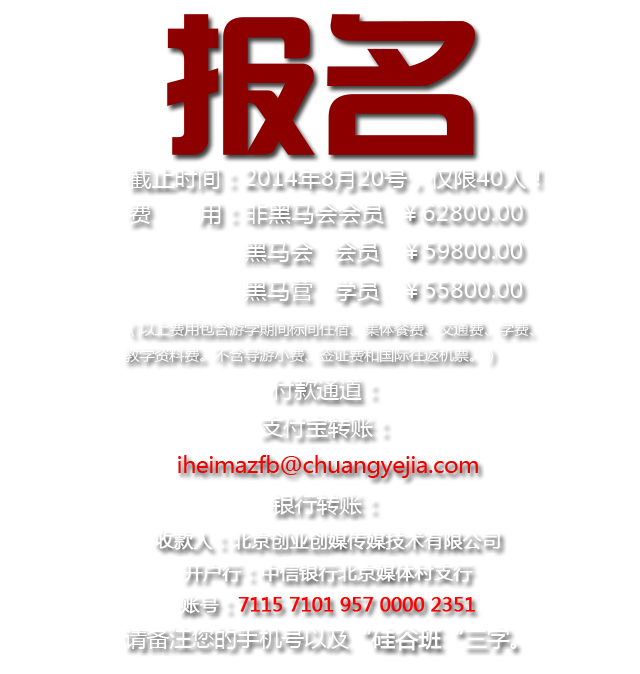 报名
截止时间：2014年8月20号，仅限40人！
费　　用：非黑马会会员　￥62800.00
黑马会　会员　￥59800.00
黑马营　学员　￥55800.00
（以上费用包含游学期间标间住宿、集体餐费、交通费、学费、
教学资料费。不含导游小费、签证费和国际往返机票。）
付款通道：
支付宝转账：
iheimazfb@chuangyejia.com
银行转账：
收款人：北京创业创媒传媒技术有限公司
开户行：中信银行北京媒体村支行
账号：7115 7101 957 0000 2351
请备注您的手机号以及“硅谷班“三字。